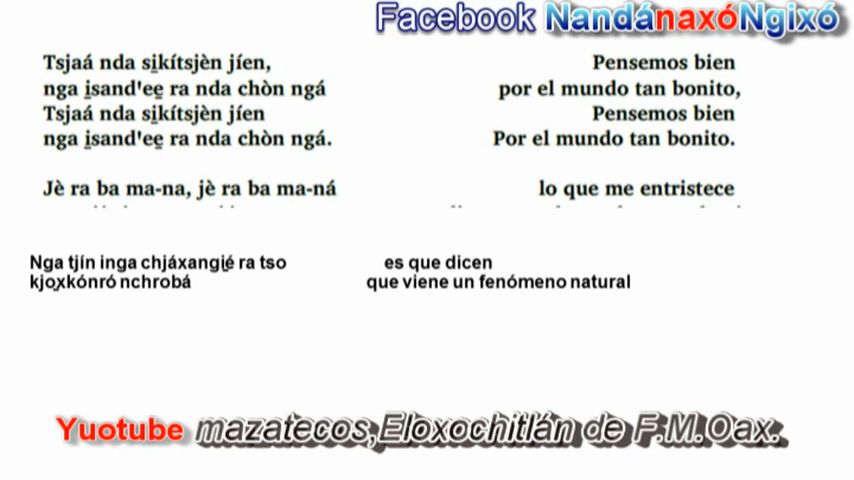 Facebook NandánaxóNgixó
Tsjaá nda si̱kítsjèn jíen,
nga i̱sand'ee̱ ra nda chòn ngá
Tsjaá nda si̱kítsjèn jíen
nga i̱sand'ee̱ ra nda chòn ngá.
Pensemos bien
por el mundo tan bonito,
Pensemos bien
Por el mundo tan bonito.
Jè ra ba ma-na, jè ra ba ma-ná
lo que me entristece
Nga tjín inga chjáxangi̱é ra tso
kjo̱xkónró nchrobá
es que dicen
que viene un fenómeno natural
Yuotube mazatecos,Eloxochitlán de F.M.Oax.